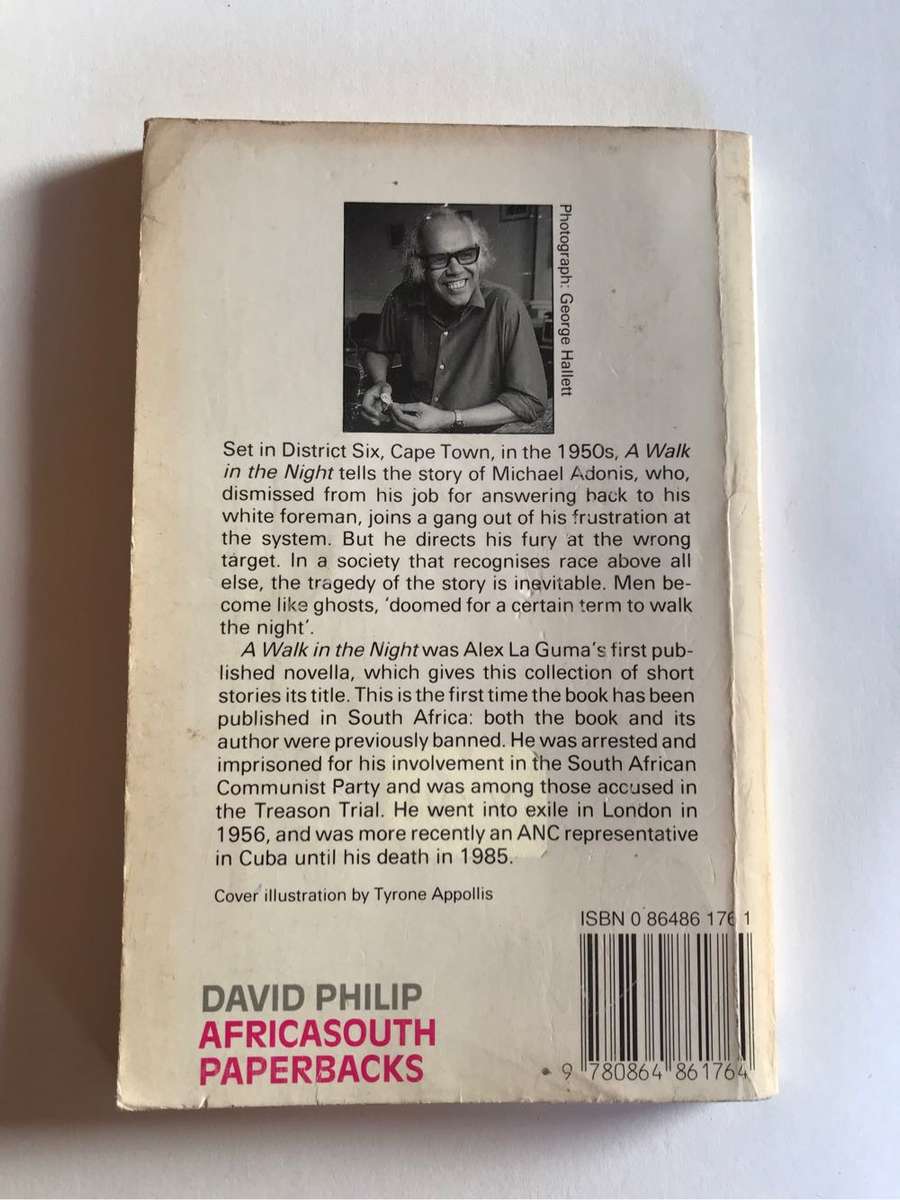 Photograph: George Hallett
Set in District Six, Cape Town, in the 1950s, A Walk
in the Night tells the story of Michael Adonis, who,
dismissed from his job for answering back to his
white foreman, joins a gang out of his frustration at
the system. But he directs his fury at the wrong
target. In a society that recognises race above all
else, the tragedy of the story is inevitable. Men be-
come like ghosts, ‘doomed for a certain term to walk
the night’.
A Walk in the Night was Alex La Guma’s first pub-
lished novella, which gives this collection of short
stories its title. This is the first time the book has been
published in South Africa: both the book and its
author were previously banned. He was arrested and
imprisoned for his involvement in the South African
Communist Party and was among those accused in
the Treason Trial. He went into exile in London in
1956, and was more recently an ANC representative
in Cuba until his death in 1985.
Cover illustration by Tyrone Appollis
ISBN 0 86486 176 1
DAVID PHILIP
AFRICASOUTH
PAPERBACKS
9 780864 861764